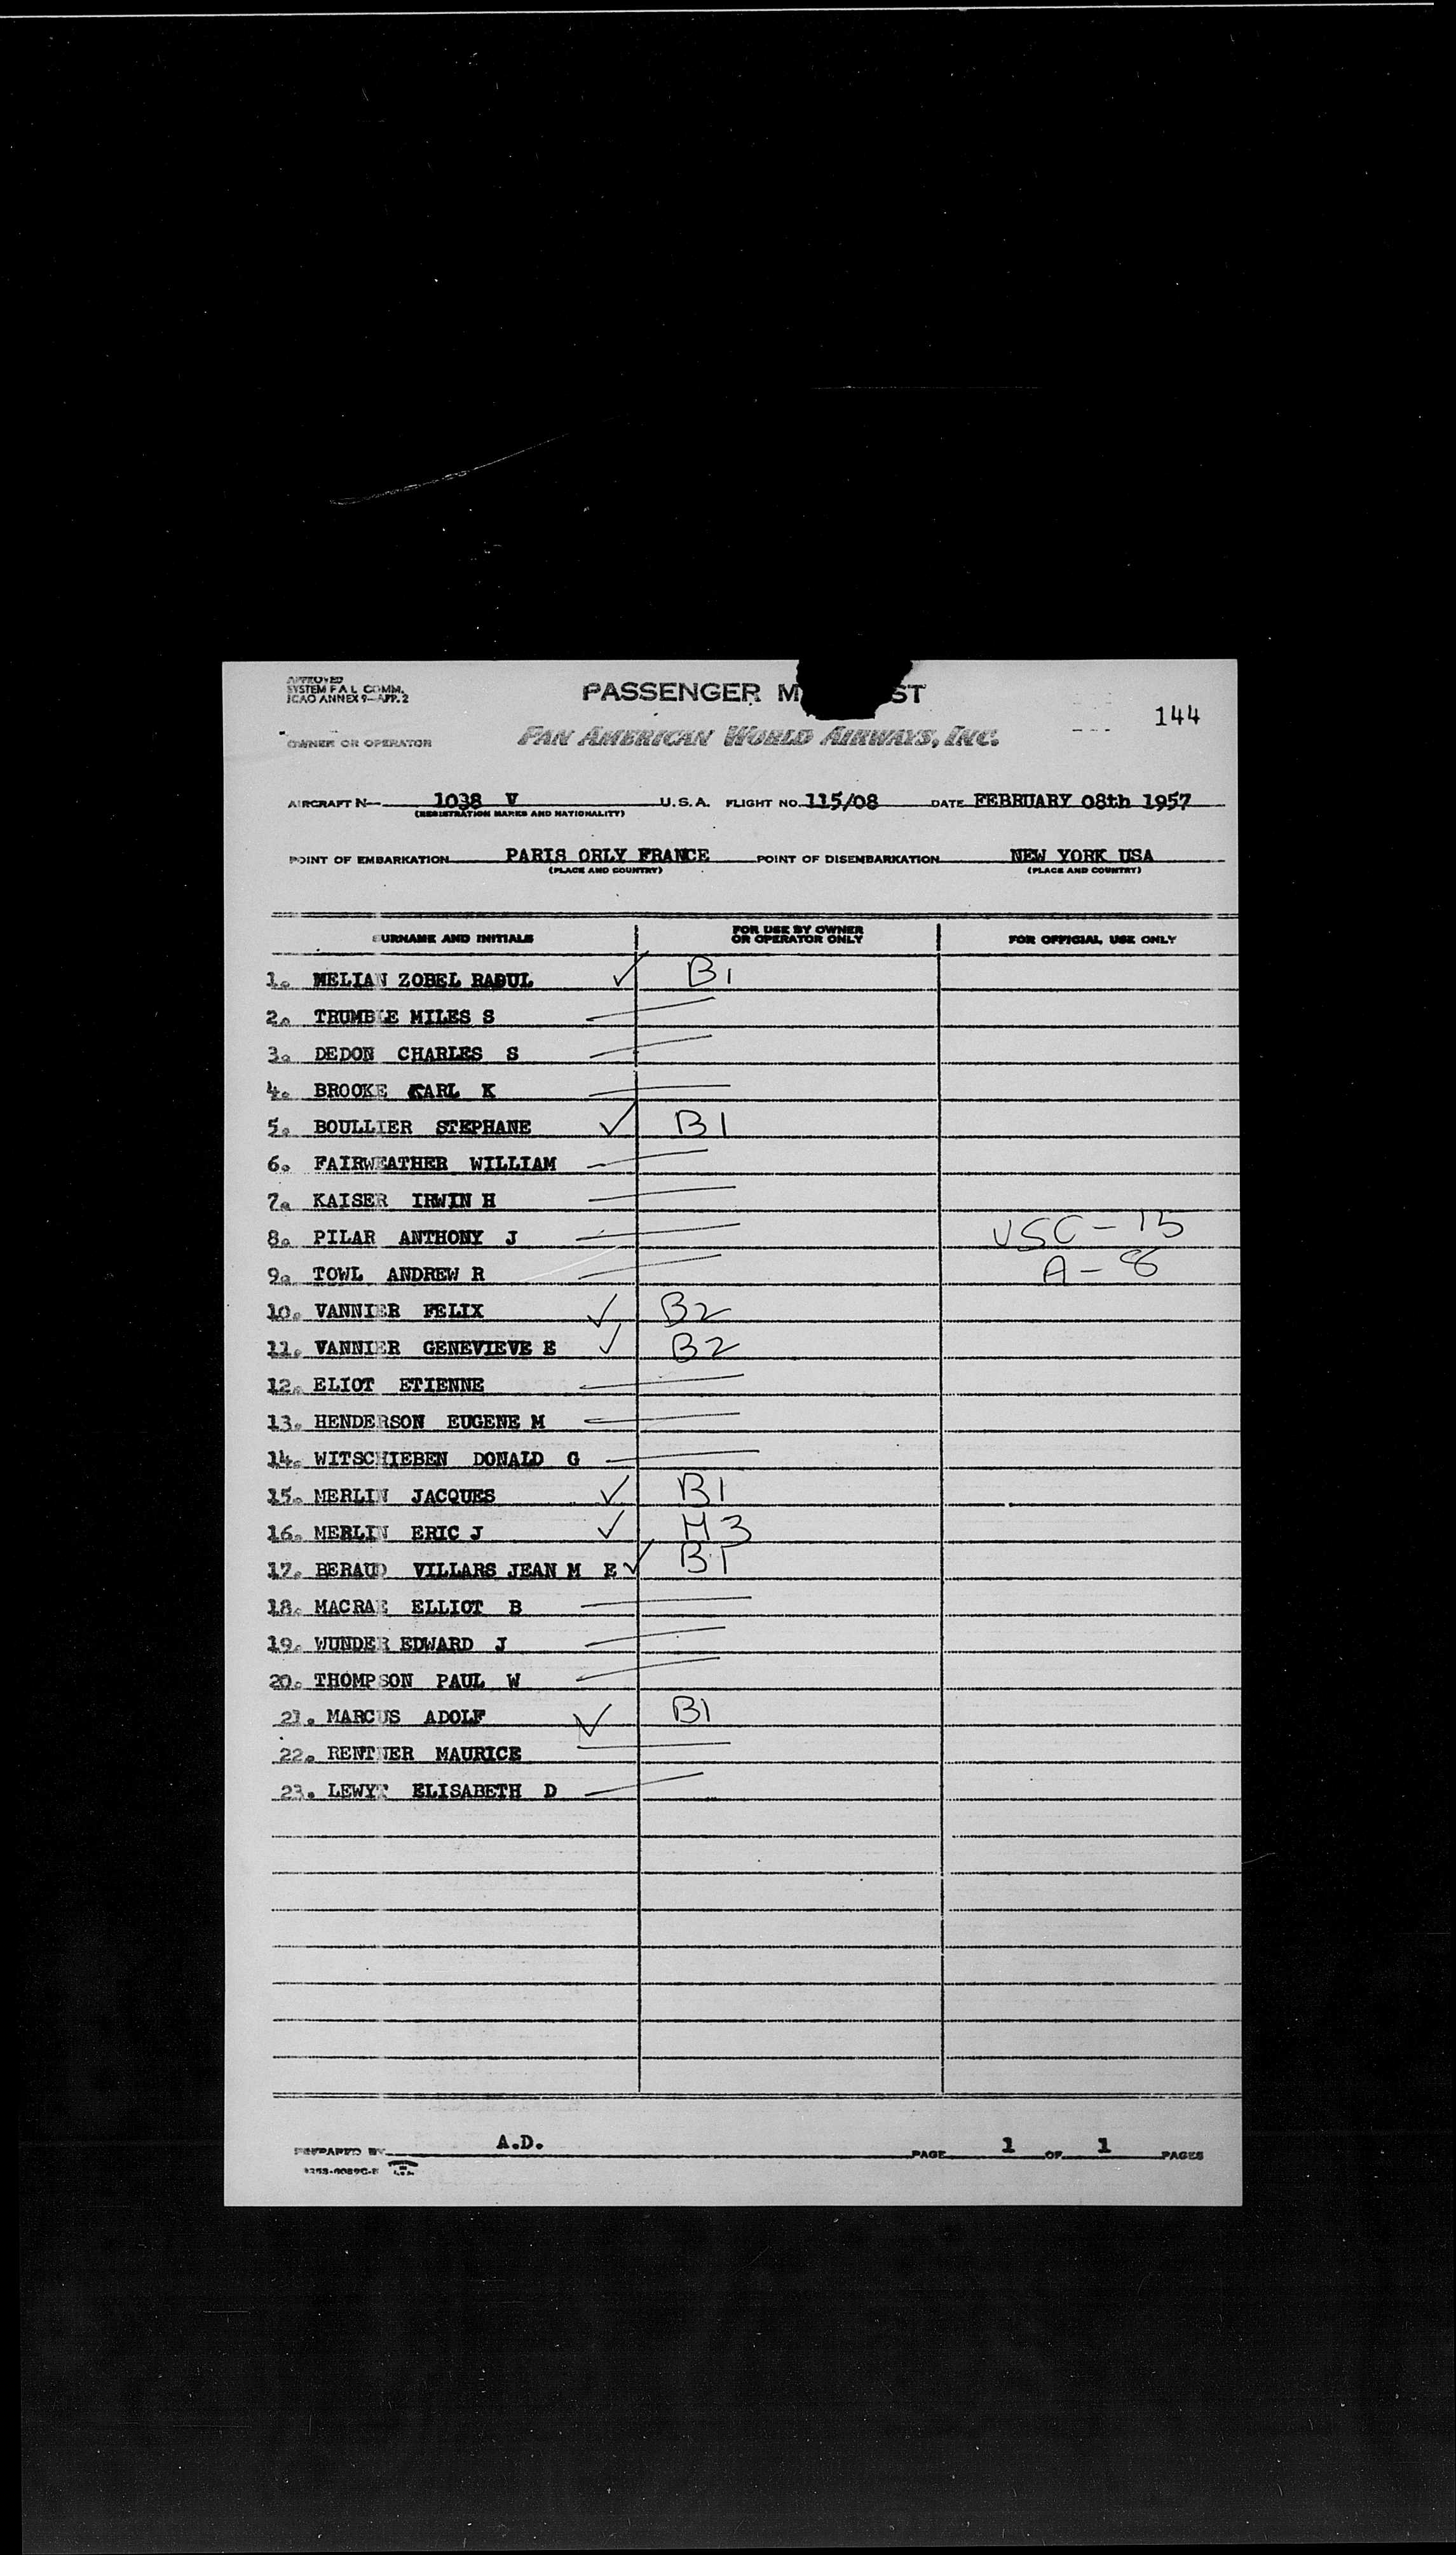 APPROVED
SYSTEM F A L COMM.
ICAO ANNEX 9—APP. 2
PASSENGER M ST
144
OWNER OR OPERATOR
PAN AMERICAN WORLD AIRWAYS, INC.
AIRCRAFT N— 1038 V U.S.A. FLIGHT NO. 115/08 DATE FEBRUARY 08th 1957
(REGISTRATION MARKS AND NATIONALITY)
POINT OF EMBARKATION PARIS ORLY FRANCE POINT OF DISEMBARKATION NEW YORK USA
(PLACE AND COUNTRY) (PLACE AND COUNTRY)
SURNAME AND INITIALS FOR USE BY OWNER OR OPERATOR ONLY FOR OFFICIAL USE ONLY
1. MELIAN ZOBEL RAOUL ✓ B1
2. TRUMBLE MILES S
3. DEDON CHARLES S
4. BROOKE KARL K
5. BOULLIER STEPHANE ✓ B1
6. FAIRWEATHER WILLIAM
7. KAISER IRWIN H
8. PILAR ANTHONY J USC - 15
9. TOWL ANDREW R A - 8
10. VANNIER FELIX ✓ B2
11. VANNIER GENEVIEVE E ✓ B2
12. ELIOT ETIENNE
13. HENDERSON EUGENE M
14. WITSCHIEBEN DONALD G
15. MERLIN JACQUES ✓ B1
16. MERLIN ERIC J ✓ H3
17. BERAUD VILLARS JEAN M E ✓ B1
18. MACRAE ELLIOT B
19. WUNDER EDWARD J
20. THOMPSON PAUL W
21. MARCUS ADOLF ✓ B1
22. RENTNER MAURICE
23. LEWYT ELISABETH D
PREPARED BY A.D. PAGE 1 OF 1 PAGES